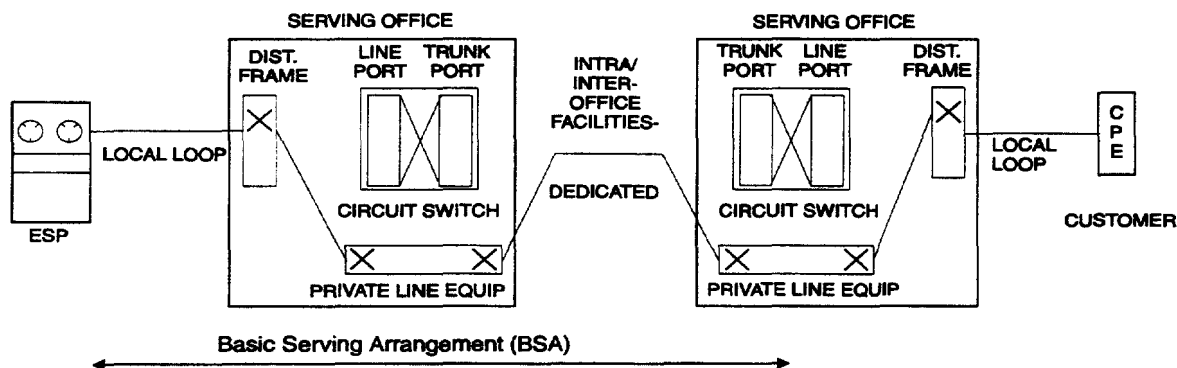 SERVING OFFICE
DIST.
FRAME
LINE
PORT
TRUNK
PORT
CIRCUIT SWITCH
PRIVATE LINE EQUIP
LOCAL LOOP
ESP
INTRA/
INTER-
OFFICE
FACILITIES-
DEDICATED
SERVING OFFICE
TRUNK
PORT
LINE
PORT
DIST.
FRAME
CIRCUIT SWITCH
PRIVATE LINE EQUIP
LOCAL
LOOP
C
P
E
CUSTOMER
Basic Serving Arrangement (BSA)